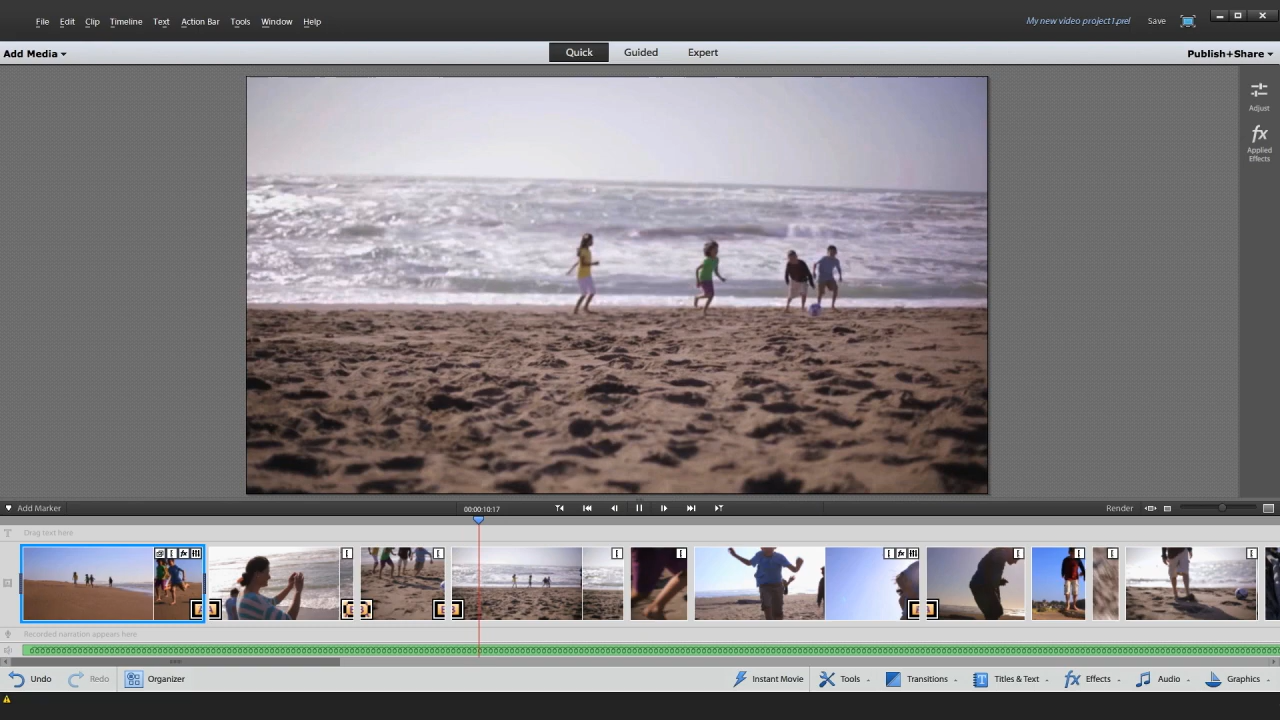 File Edit Clip Timeline Text Action Bar Tools Window Help
My new video project1.prel Save
Add Media
Quick Guided Expert
Publish+Share
Adjust
fx
Applied
Effects
Add Marker
00:00:10:17
Render
T Drag text here
Recorded narration appears here
Undo Redo Organizer Instant Movie Tools Transitions T Titles & Text fx Effects Audio Graphics